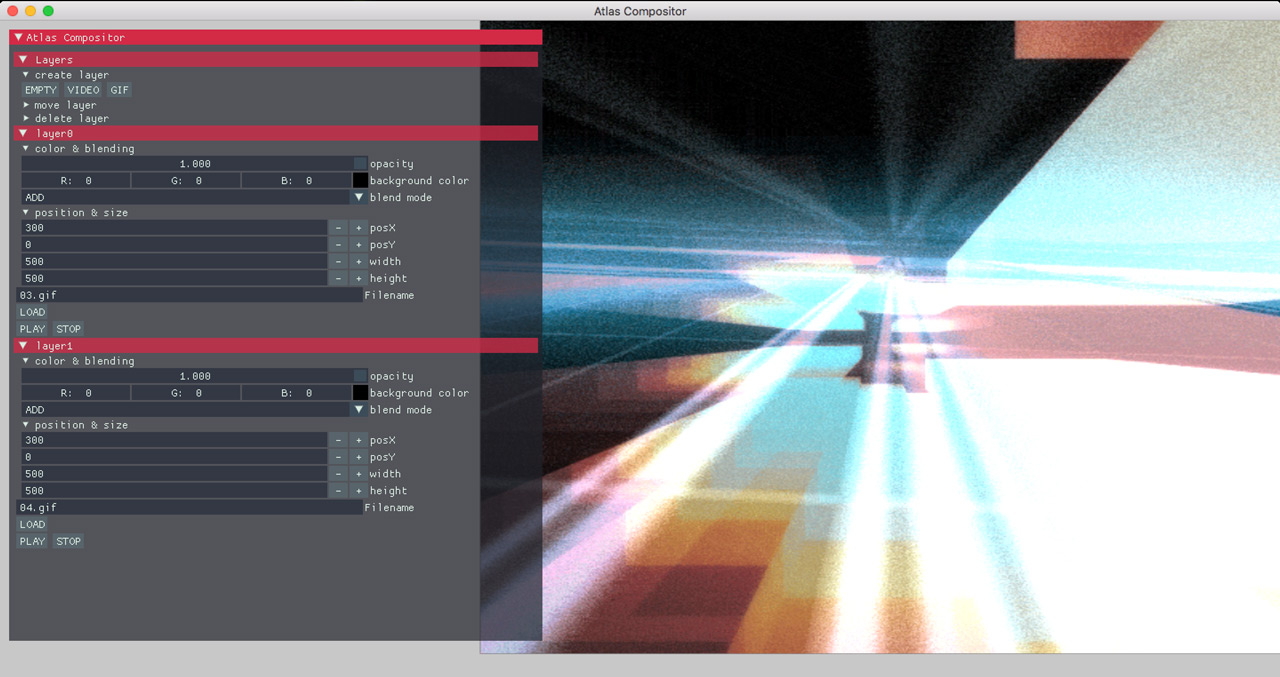 Atlas Compositor
Atlas Compositor
Layers
create layer
EMPTY VIDEO GIF
move layer
delete layer
layer0
color & blending
1.000 opacity
R: 0 G: 0 B: 0 background color
ADD blend mode
position & size
300 - + posX
0 - + posY
500 - + width
500 - + height
03.gif Filename
LOAD
PLAY STOP
layer1
color & blending
1.000 opacity
R: 0 G: 0 B: 0 background color
ADD blend mode
position & size
300 - + posX
0 - + posY
500 - + width
500 - + height
04.gif Filename
LOAD
PLAY STOP